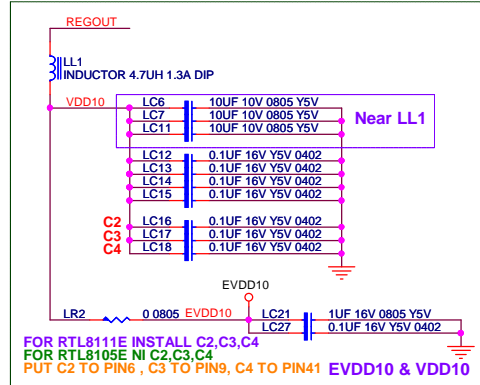 REGOUT
LL1
INDUCTOR 4.7UH 1.3A DIP
VDD10
LC6 10UF 10V 0805 Y5V
LC7 10UF 10V 0805 Y5V
LC11 10UF 10V 0805 Y5V
Near LL1
LC12 0.1UF 16V Y5V 0402
LC13 0.1UF 16V Y5V 0402
LC14 0.1UF 16V Y5V 0402
LC15 0.1UF 16V Y5V 0402
C2 LC16 0.1UF 16V Y5V 0402
C3 LC17 0.1UF 16V Y5V 0402
C4 LC18 0.1UF 16V Y5V 0402
EVDD10
LR2 0 0805 EVDD10 LC21 1UF 16V 0805 Y5V
LC27 0.1UF 16V Y5V 0402
FOR RTL8111E INSTALL C2,C3,C4
FOR RTL8105E NI C2,C3,C4
PUT C2 TO PIN6 , C3 TO PIN9, C4 TO PIN41
EVDD10 & VDD10